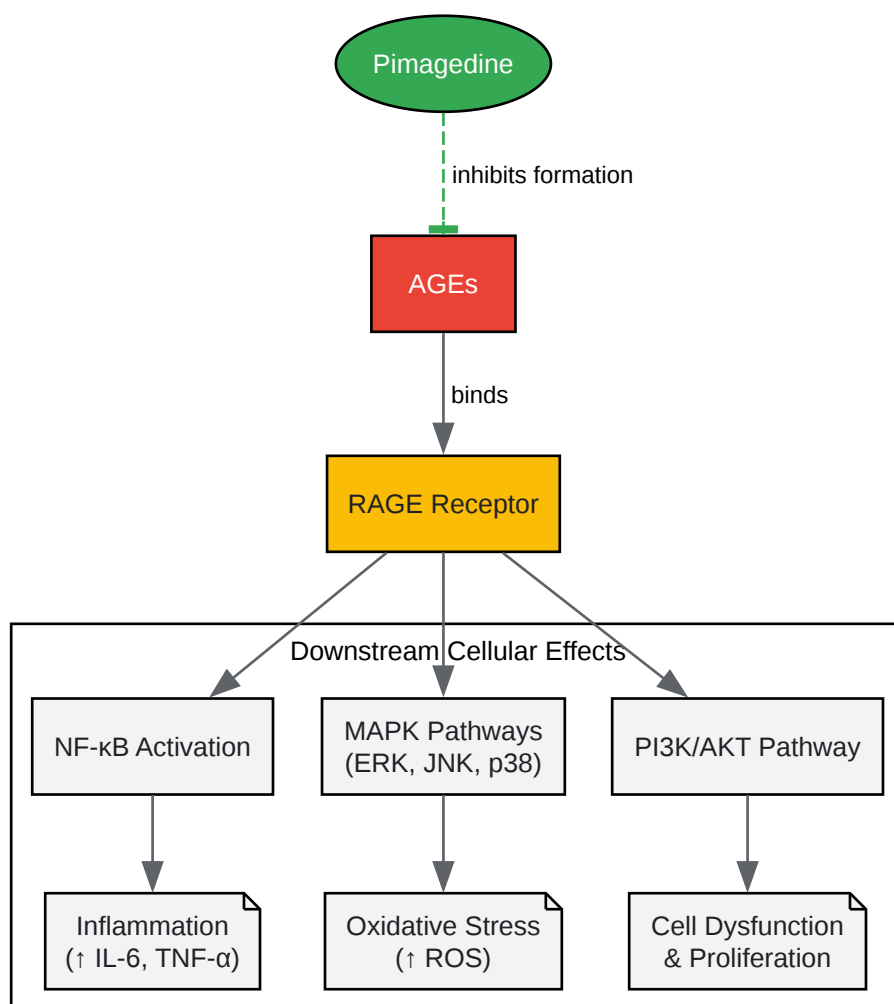 Pimagedine
inhibits formation
AGEs
binds
RAGE Receptor
Downstream Cellular Effects
NF-κB Activation
MAPK Pathways
(ERK, JNK, p38)
PI3K/AKT Pathway
Inflammation
(↑ IL-6, TNF-α)
Oxidative Stress
(↑ ROS)
Cell Dysfunction
& Proliferation